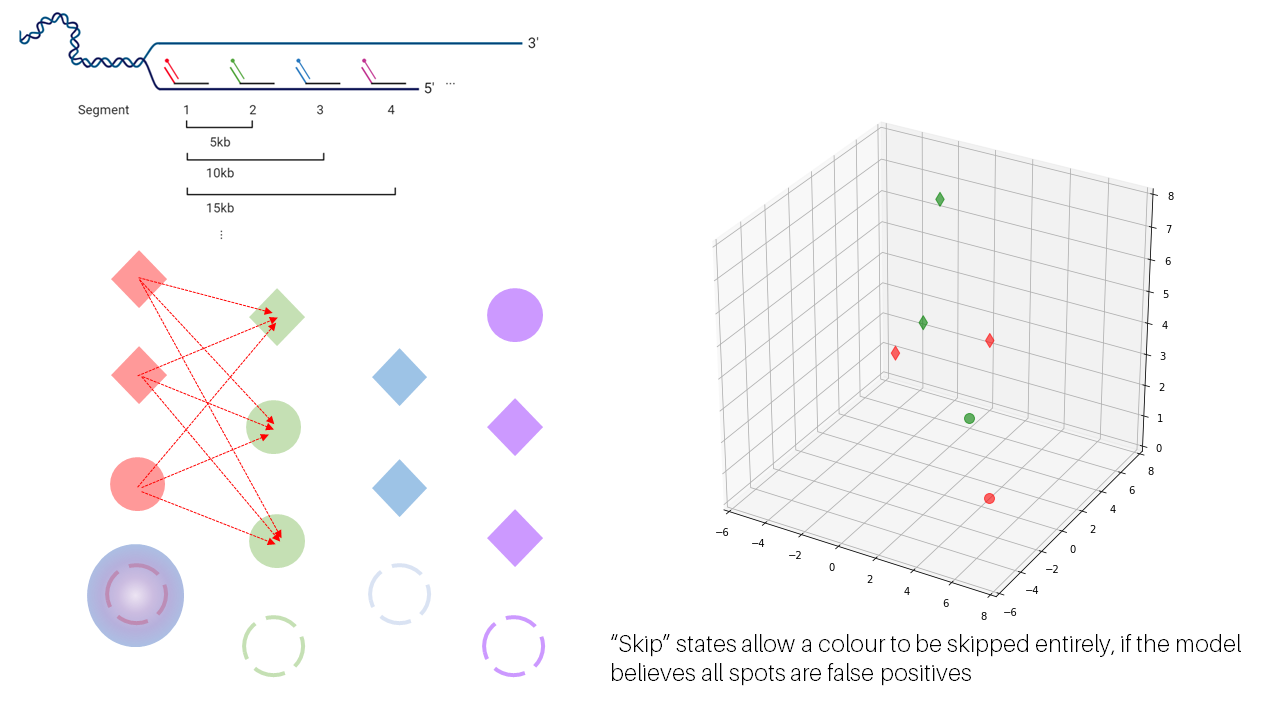 3'
5' ...
Segment 1 2 3 4
5kb
10kb
15kb
⋮
8
7
6
5
4
3
2
1
0
8
6
4
2
0
−2
−4
−6
−6 −4 −2 0 2 4 6 8
“Skip” states allow a colour to be skipped entirely, if the model
believes all spots are false positives